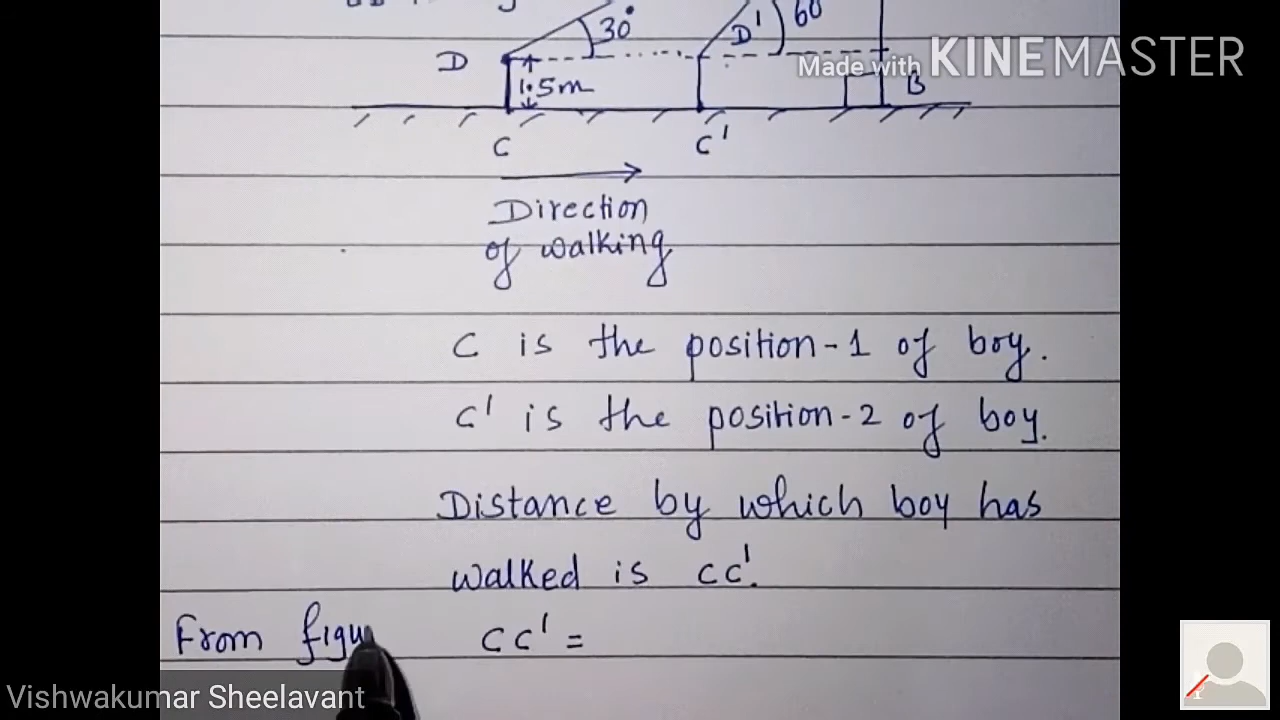 30°
60
D
D'
Made with KINEMASTER
1.5m
B
C
C'
Direction
of walking
C is the position-1 of boy.
C' is the position-2 of boy.
Distance by which boy has
walked is CC'.
From figu CC' =
Vishwakumar Sheelavant